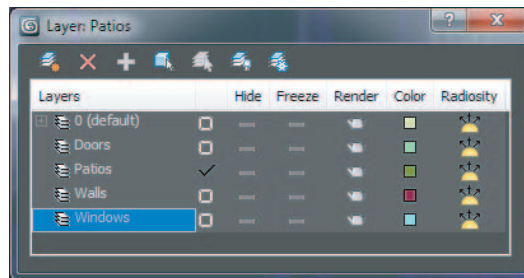 Layer: Patios
Layers Hide Freeze Render Color Radiosity
0 (default)
Doors
Patios
Walls
Windows